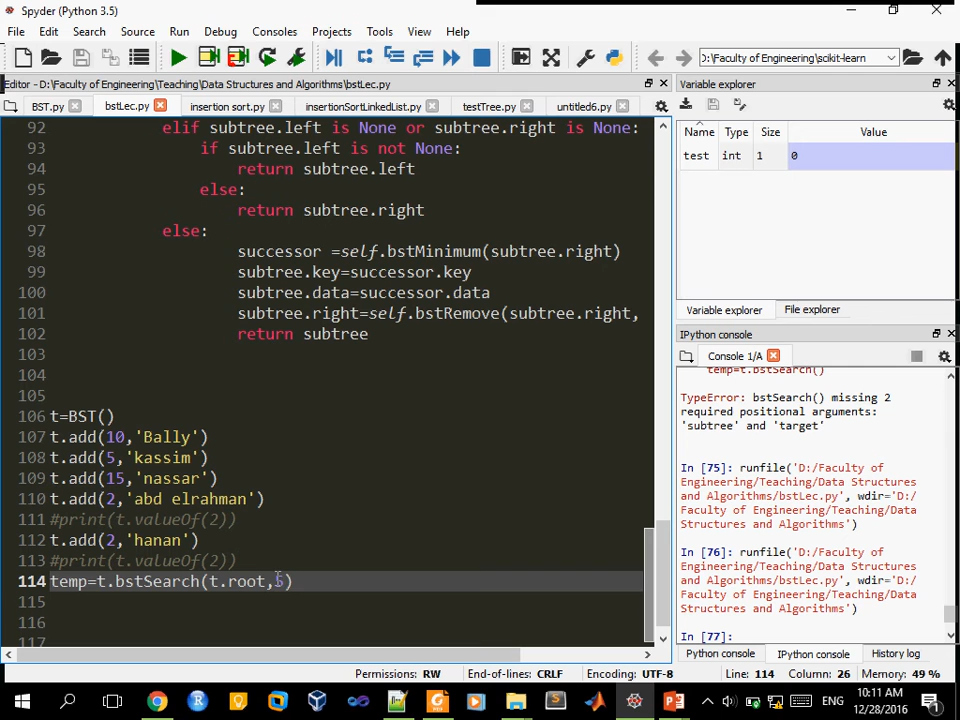 Spyder (Python 3.5)
File Edit Search Source Run Debug Consoles Projects Tools View Help
D:\Faculty of Engineering\scikit-learn
Editor - D:\Faculty of Engineering\Teaching\Data Structures and Algorithms\bstLec.py
Variable explorer
BST.py bstLec.py insertion sort.py insertionSortLinkedList.py testTree.py untitled6.py
Name Type Size Value
test int 1 0
92 elif subtree.left is None or subtree.right is None:
93 if subtree.left is not None:
94 return subtree.left
95 else:
96 return subtree.right
97 else:
98 successor =self.bstMinimum(subtree.right)
99 subtree.key=successor.key
100 subtree.data=successor.data
101 subtree.right=self.bstRemove(subtree.right,
102 return subtree
103
104
105
106 t=BST()
107 t.add(10,'Bally')
108 t.add(5,'kassim')
109 t.add(15,'nassar')
110 t.add(2,'abd elrahman')
111 #print(t.valueOf(2))
112 t.add(2,'hanan')
113 #print(t.valueOf(2))
114 temp=t.bstSearch(t.root,5)
115
116
117
Variable explorer File explorer
IPython console
Console 1/A
temp=t.bstSearch()
TypeError: bstSearch() missing 2
required positional arguments:
'subtree' and 'target'
In [75]: runfile('D:/Faculty of
Engineering/Teaching/Data Structures
and Algorithms/bstLec.py', wdir='D:/
Faculty of Engineering/Teaching/Data
Structures and Algorithms')
In [76]: runfile('D:/Faculty of
Engineering/Teaching/Data Structures
and Algorithms/bstLec.py', wdir='D:/
Faculty of Engineering/Teaching/Data
Structures and Algorithms')
In [77]:
Python console IPython console History log
Permissions: RW End-of-lines: CRLF Encoding: UTF-8 Line: 114 Column: 26 Memory: 49 %
ENG
10:11 AM
12/28/2016